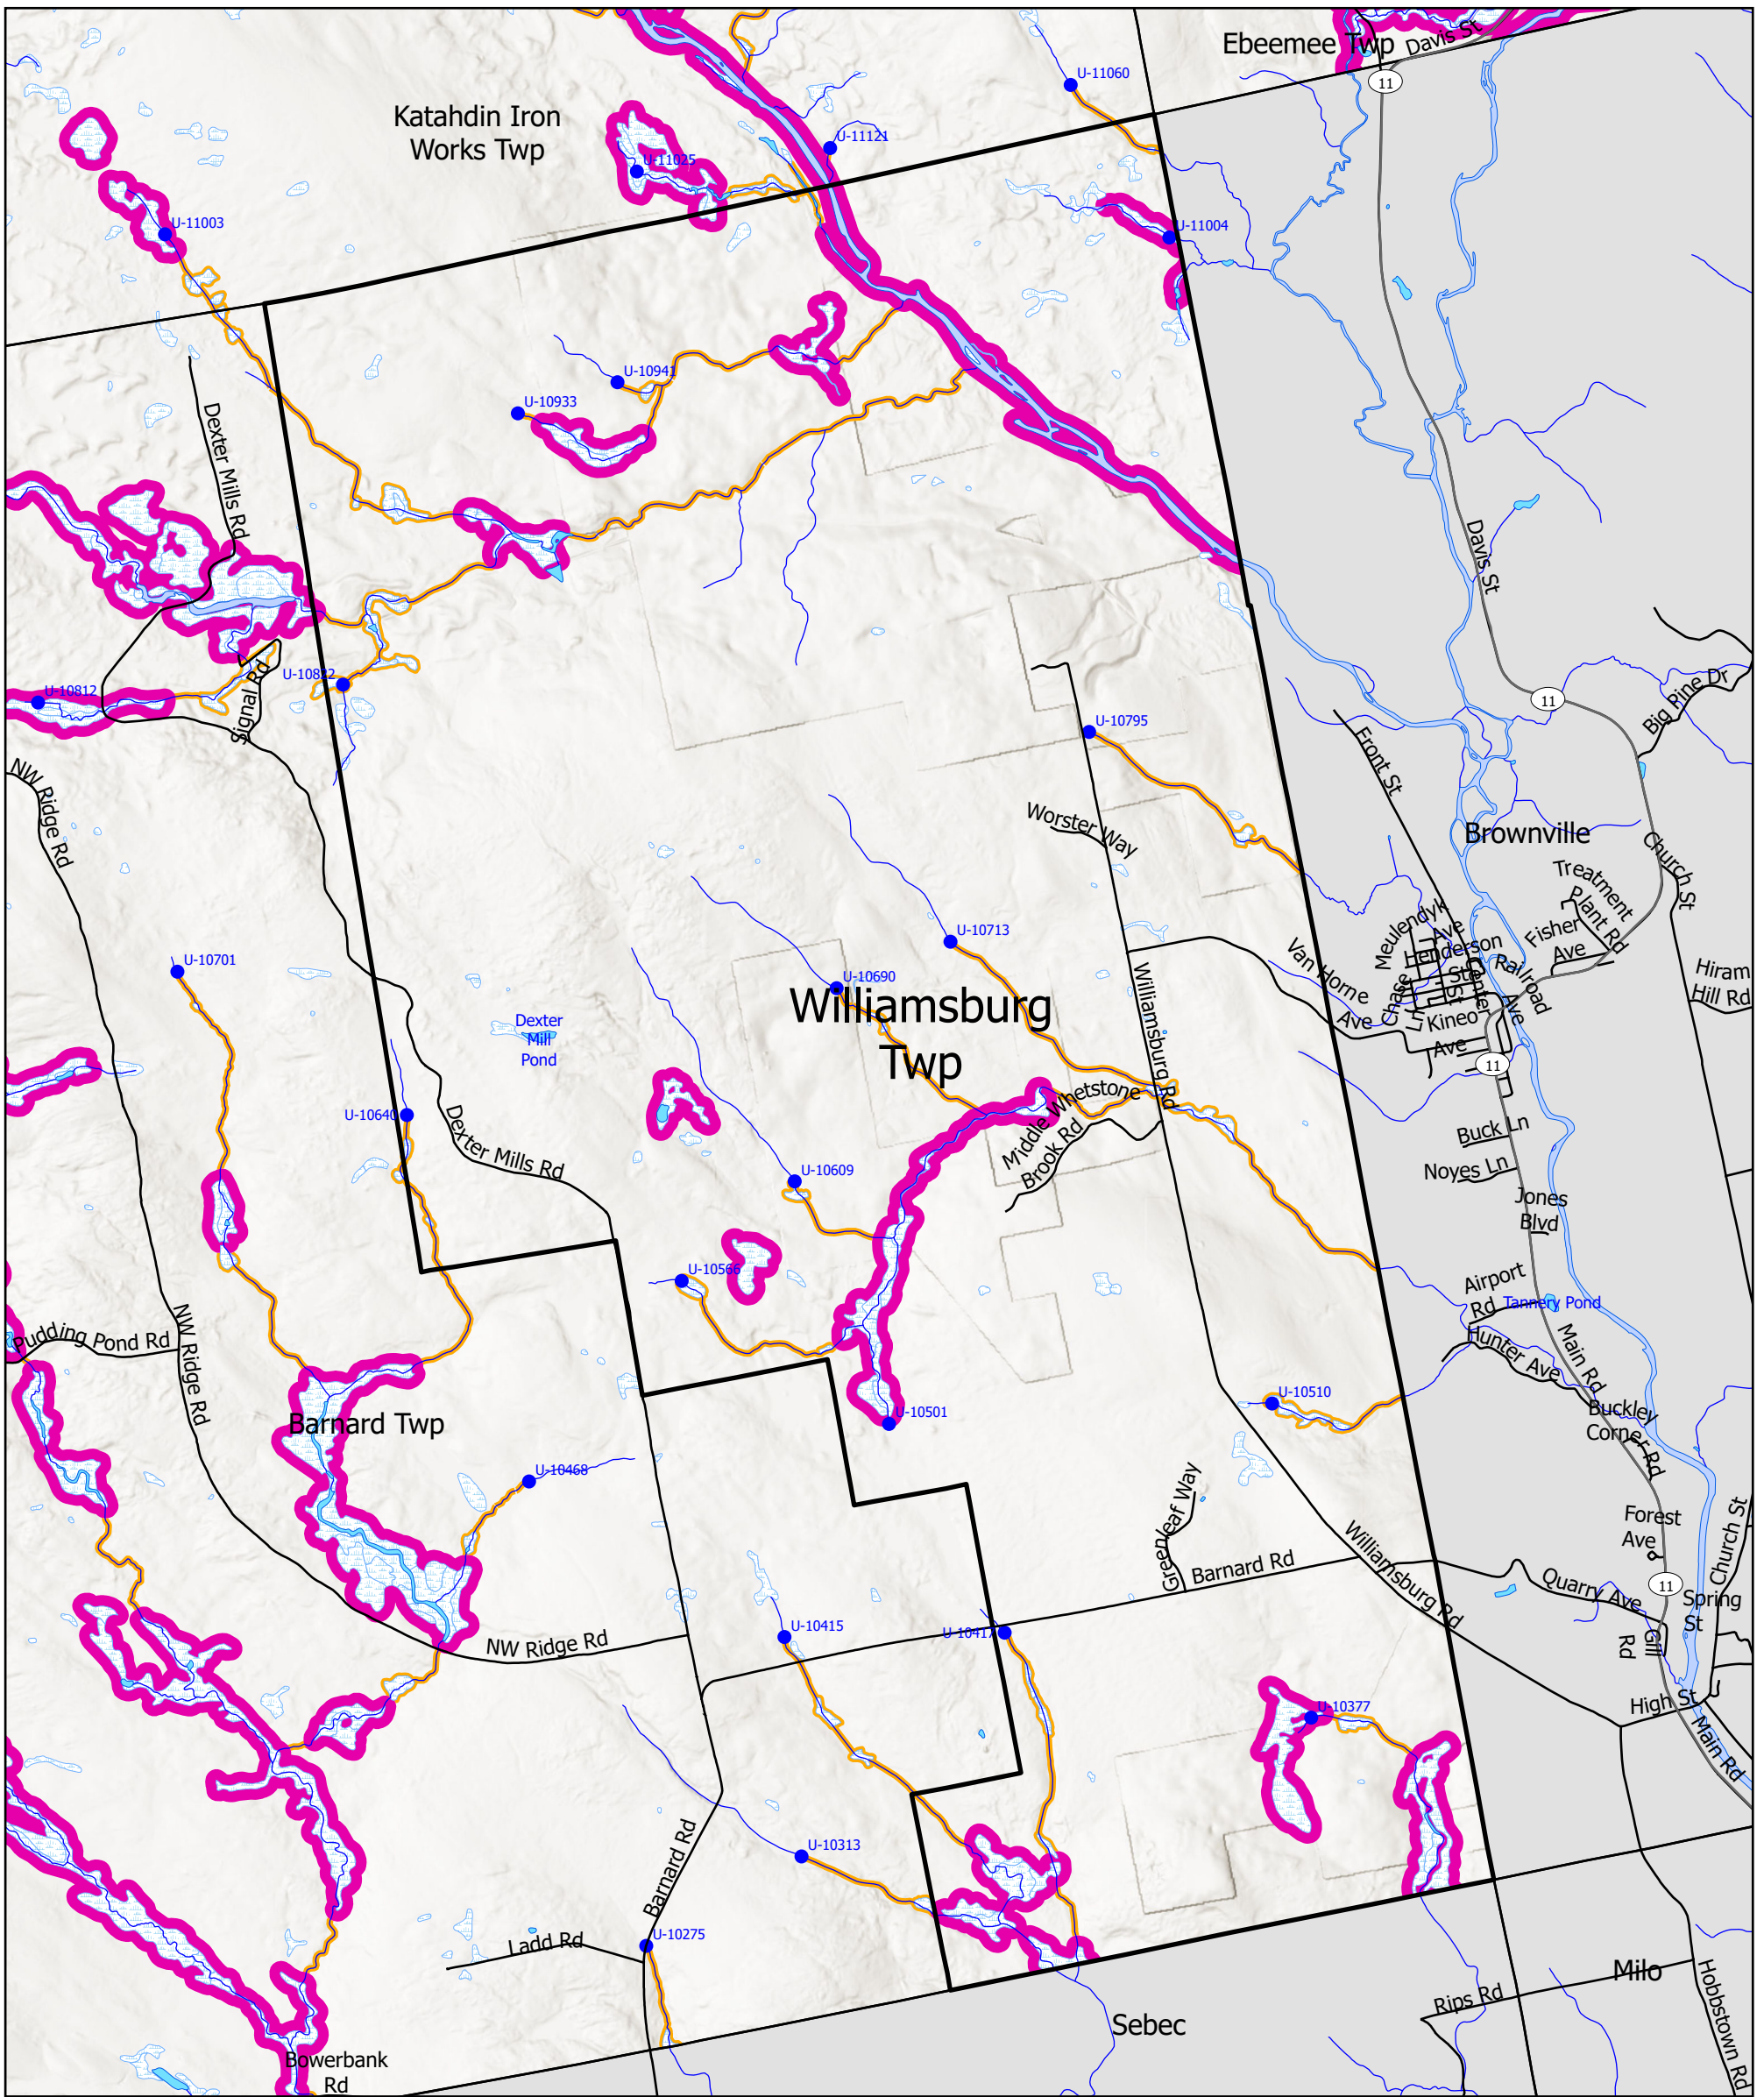 Ebeemee Twp
Davis St
11
U-11060
Katahdin Iron
Works Twp
U-11121
U-11025
U-11003
U-11004
U-10941
U-10933
Dexter Mills Rd
Davis St
U-10812
Signal Rd
U-10832
11
Big Pine Dr
U-10795
Front St
NW Ridge Rd
Worster Way
Brownville
Church St
Treatment
Plant Rd
Meulendyk
Ave
Fisher
Ave
Henderson
St
St
Center
Railroad
Ave
Chase
Ln
Kineo
Ave
Van Horne
Ave
Hiram
Hill Rd
U-10713
U-10701
U-10690
Williamsburg
Twp
Williamsburg Rd
Dexter
Mill
Pond
11
U-10640
Dexter Mills Rd
Middle Whetstone
Brook Rd
Buck Ln
Noyes Ln
U-10609
Jones
Blvd
U-10566
Airport
Rd
Tannery Pond
Pudding Pond Rd
NW Ridge Rd
Hunter Ave
Main Rd
U-10510
Barnard Twp
U-10501
Buckley
Corner Rd
U-10468
Greenleaf Way
Forest
Ave
Church St
Barnard Rd
Williamsburg Rd
Quarry Ave
11
Spring
St
Gill
Rd
U-10415
U-10417
NW Ridge Rd
High St
Main Rd
U-10377
U-10313
Barnard Rd
U-10275
Ladd Rd
Milo
Rips Rd
Hobbstown Rd
Sebec
Bowerbank
Rd